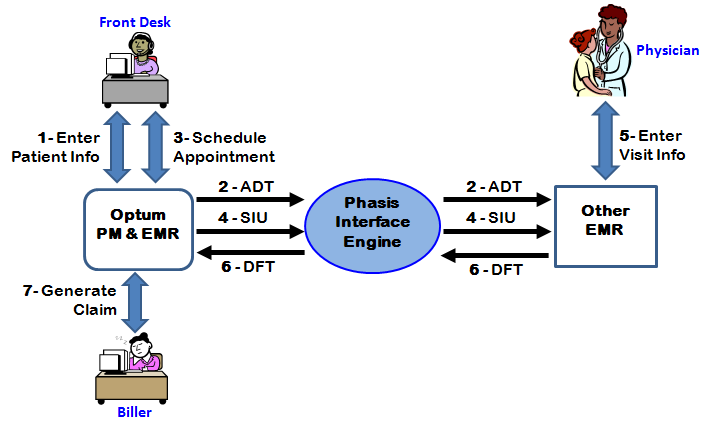 Front Desk
Physician
1- Enter
Patient Info
3- Schedule
Appointment
5- Enter
Visit Info
2 - ADT
4 - SIU
6 - DFT
Optum
PM & EMR
Phasis
Interface
Engine
2 - ADT
4 - SIU
6 - DFT
Other
EMR
7- Generate
Claim
Biller